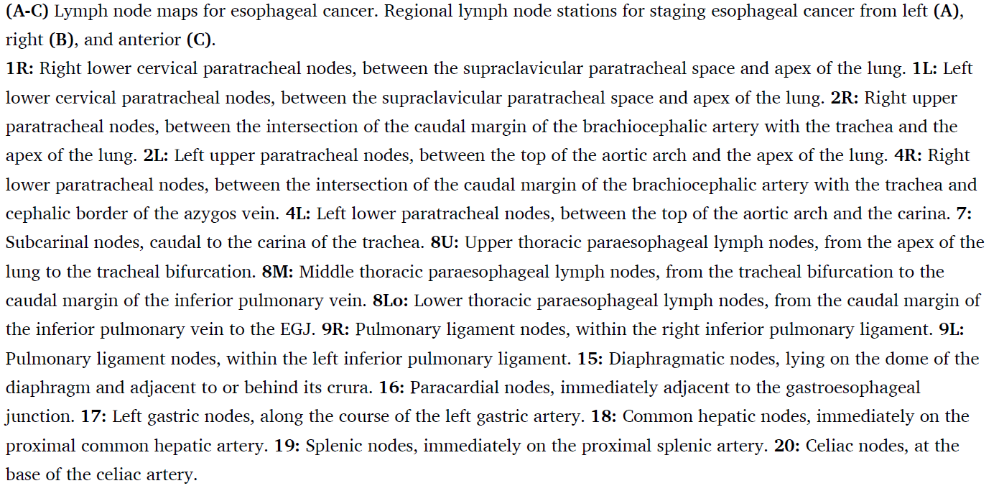 (A-C) Lymph node maps for esophageal cancer. Regional lymph node stations for staging esophageal cancer from left (A),
right (B), and anterior (C).
1R: Right lower cervical paratracheal nodes, between the supraclavicular paratracheal space and apex of the lung. 1L: Left
lower cervical paratracheal nodes, between the supraclavicular paratracheal space and apex of the lung. 2R: Right upper
paratracheal nodes, between the intersection of the caudal margin of the brachiocephalic artery with the trachea and the
apex of the lung. 2L: Left upper paratracheal nodes, between the top of the aortic arch and the apex of the lung. 4R: Right
lower paratracheal nodes, between the intersection of the caudal margin of the brachiocephalic artery with the trachea and
cephalic border of the azygos vein. 4L: Left lower paratracheal nodes, between the top of the aortic arch and the carina. 7:
Subcarinal nodes, caudal to the carina of the trachea. 8U: Upper thoracic paraesophageal lymph nodes, from the apex of the
lung to the tracheal bifurcation. 8M: Middle thoracic paraesophageal lymph nodes, from the tracheal bifurcation to the
caudal margin of the inferior pulmonary vein. 8Lo: Lower thoracic paraesophageal lymph nodes, from the caudal margin of
the inferior pulmonary vein to the EGJ. 9R: Pulmonary ligament nodes, within the right inferior pulmonary ligament. 9L:
Pulmonary ligament nodes, within the left inferior pulmonary ligament. 15: Diaphragmatic nodes, lying on the dome of the
diaphragm and adjacent to or behind its crura. 16: Paracardial nodes, immediately adjacent to the gastroesophageal
junction. 17: Left gastric nodes, along the course of the left gastric artery. 18: Common hepatic nodes, immediately on the
proximal common hepatic artery. 19: Splenic nodes, immediately on the proximal splenic artery. 20: Celiac nodes, at the
base of the celiac artery.